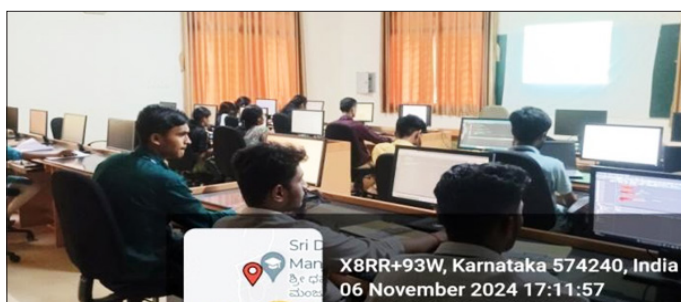 Sri D
Man
ಶ್ರೀ ಧ
ಮಂಜು
X8RR+93W, Karnataka 574240, India
06 November 2024 17:11:57